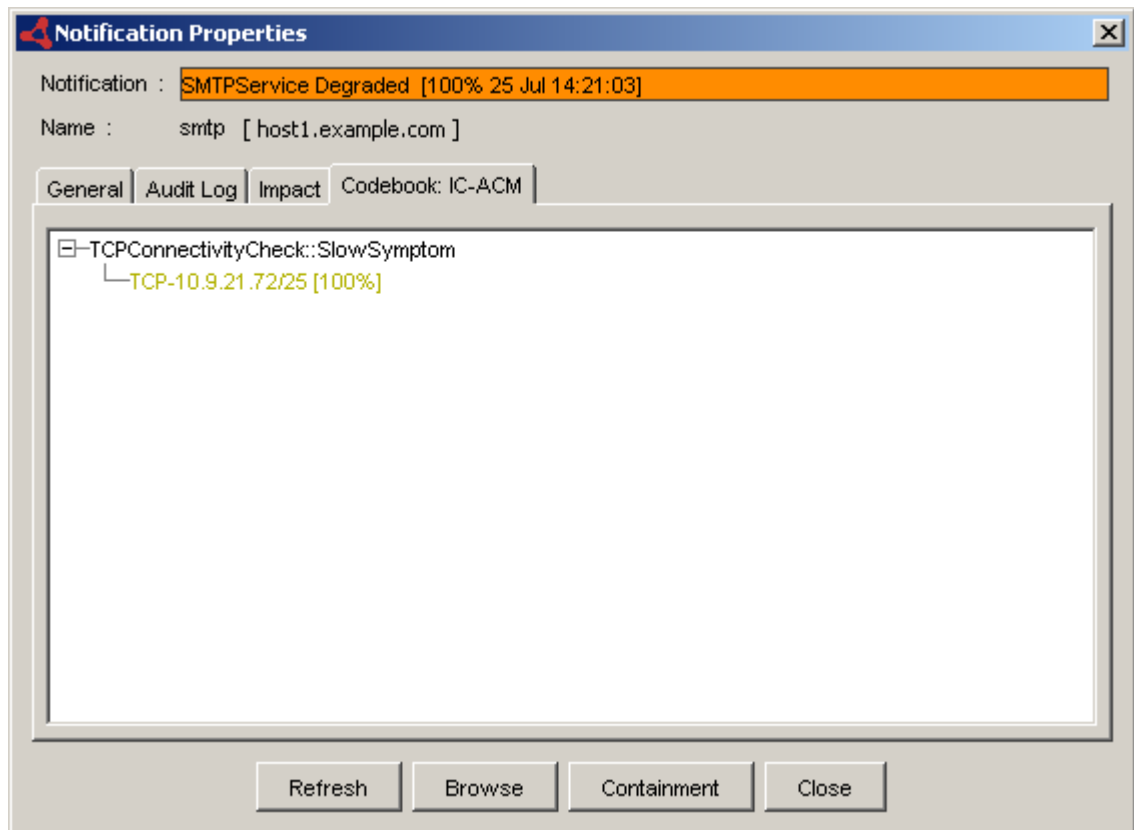 Notification Properties
Notification : SMTPService Degraded [100% 25 Jul 14:21:03]
Name : smtp [ host1.example.com ]
General Audit Log Impact Codebook: IC-ACM
TCPConnectivityCheck::SlowSymptom
TCP-10.9.21.72/25 [100%]
Refresh Browse Containment Close